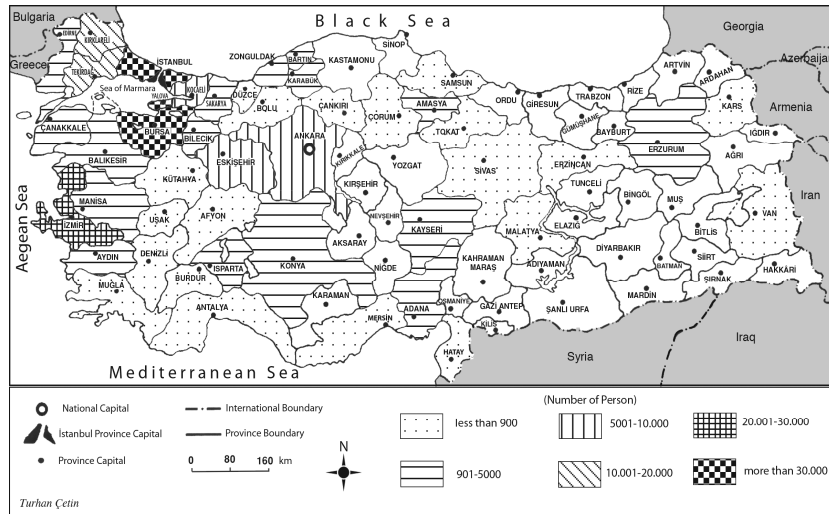 Black Sea
Bulgaria
Georgia
EDİRNE
KIRKLARELİ
SİNOP
Greece
İSTANBUL
ZONGULDAK
BARTIN
KASTAMONU
ARTVİN
ARDAHAN
Azerbaijan
TEKİRDAĞ
KARABÜK
SAMSUN
Sea of Marmara
KOCAELİ
YALOVA
SAKARYA
DÜZCE
BOLU
ÇANKIRI
AMASYA
ORDU
GİRESUN
TRABZON
RİZE
KARS
Armenia
ÇANAKKALE
BURSA
BİLECİK
ANKARA
KIRIKKALE
ÇORUM
TOKAT
GÜMÜŞHANE
BAYBURT
ERZURUM
IĞDIR
BALIKESİR
ESKİŞEHİR
YOZGAT
SİVAS
ERZİNCAN
AĞRI
KÜTAHYA
KIRŞEHİR
TUNCELİ
BİNGÖL
MUŞ
Iran
Aegean Sea
MANİSA
UŞAK
AFYON
NEVŞEHİR
KAYSERİ
MALATYA
ELAZIĞ
BİTLİS
VAN
İZMİR
AKSARAY
DİYARBAKIR
AYDIN
DENİZLİ
ISPARTA
KONYA
NİĞDE
KAHRAMAN
MARAŞ
ADIYAMAN
BATMAN
SİİRT
HAKKÂRİ
BURDUR
ŞIRNAK
MUĞLA
ANTALYA
KARAMAN
MERSİN
ADANA
OSMANİYE
GAZİ ANTEP
ŞANLI URFA
MARDİN
KİLİS
HATAY
Iraq
Syria
Mediterranean Sea
(Number of Person)
National Capital
International Boundary
less than 900
5001-10.000
20.001-30.000
İstanbul Province Capital
Province Boundary
Province Capital
0 80 160 km
N
901-5000
10.001-20.000
more than 30.000
Turhan Çetin